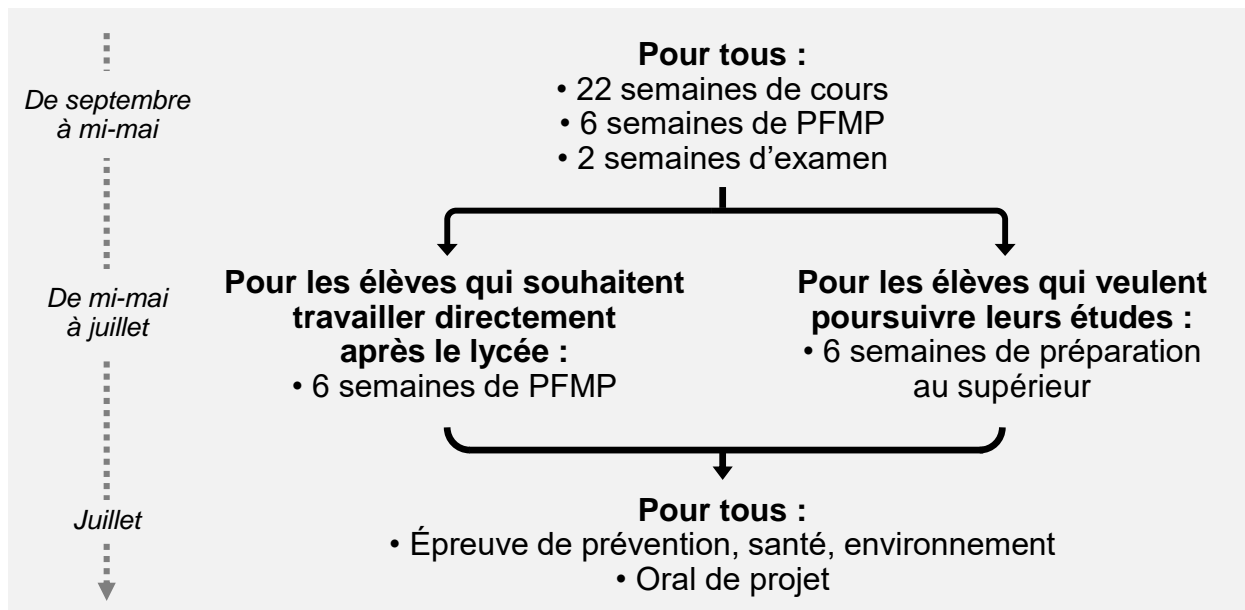 Pour tous :
• 22 semaines de cours
• 6 semaines de PFMP
• 2 semaines d’examen
De septembre
à mi-mai
Pour les élèves qui souhaitent
travailler directement
après le lycée :
• 6 semaines de PFMP
Pour les élèves qui veulent
poursuivre leurs études :
• 6 semaines de préparation
au supérieur
De mi-mai
à juillet
Pour tous :
• Épreuve de prévention, santé, environnement
• Oral de projet
Juillet